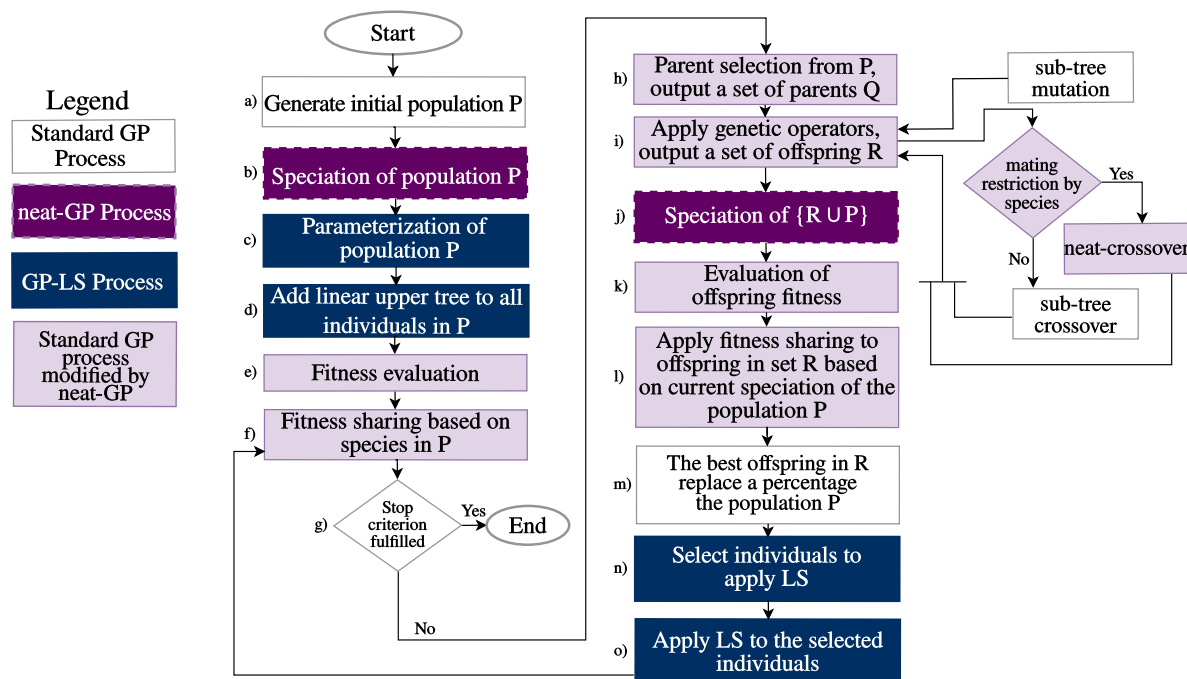 Legend
Standard GP
Process
neat-GP Process
GP-LS Process
Standard GP
process
modified by
neat-GP
Start
a)
Generate initial population P
b)
Speciation of population P
c)
Parameterization of
population P
d)
Add linear upper tree to all
individuals in P
e)
Fitness evaluation
f)
Fitness sharing based on
species in P
g)
Stop
criterion
fulfilled
Yes
End
No
h)
Parent selection from P,
output a set of parents Q
i)
Apply genetic operators,
output a set of offspring R
j)
Speciation of {R ∪ P}
k)
Evaluation of
offspring fitness
l)
Apply fitness sharing to
offspring in set R based
on current speciation of the
population P
m)
The best offspring in R
replace a percentage
the population P
n)
Select individuals to
apply LS
o)
Apply LS to the selected
individuals
sub-tree
mutation
mating
restriction by
species
Yes
neat-crossover
No
sub-tree
crossover